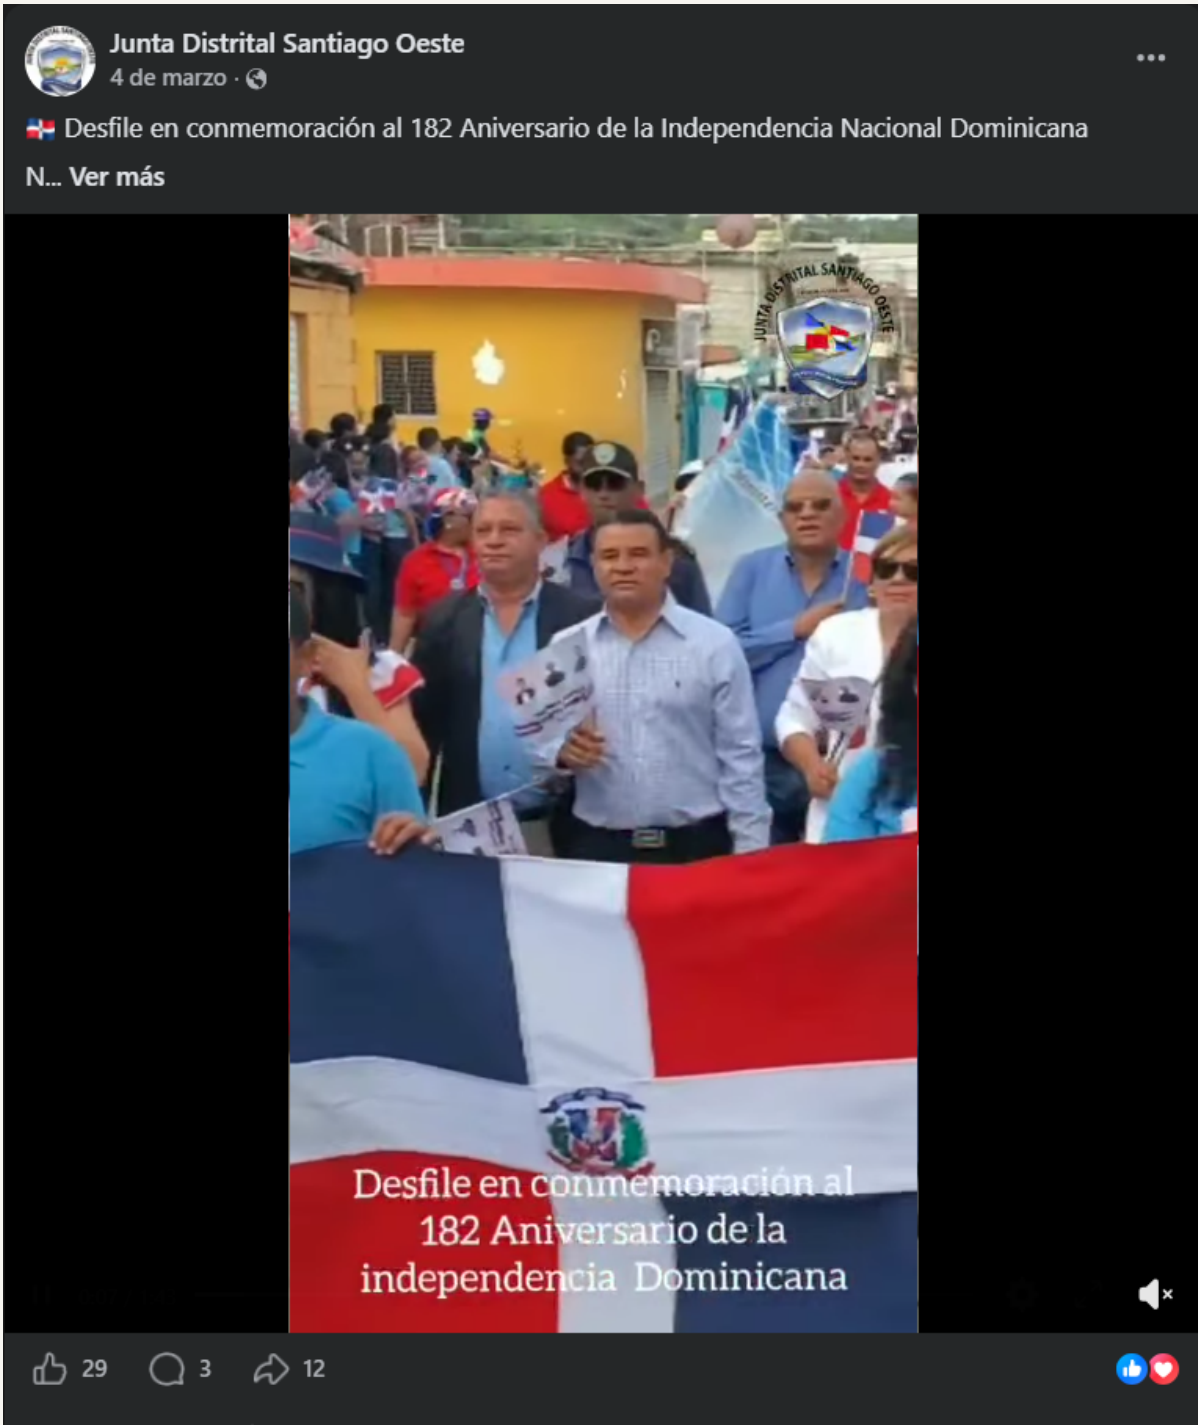 Junta Distrital Santiago Oeste
4 de marzo ·
Desfile en conmemoración al 182 Aniversario de la Independencia Nacional Dominicana
N... Ver más
JUNTA DISTRITAL SANTIAGO OESTE
Desfile en conmemoración al
182 Aniversario de la
independencia Dominicana
29
3
12